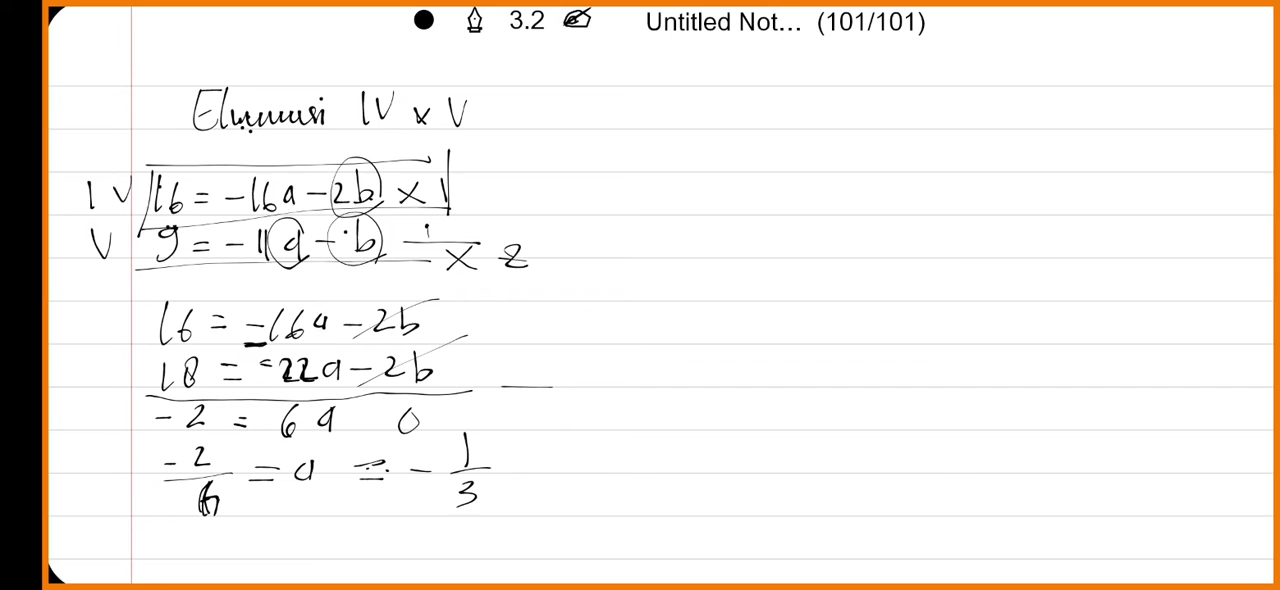 3.2 Untitled Not... (101/101)
Eliminasi IV x V
IV 16 = -16a - 2b x 1
V 9 = -11a - b x 2
16 = -16a - 2b
18 = -22a - 2b
-2 = 6a 0
-2/6 = a = -1/3